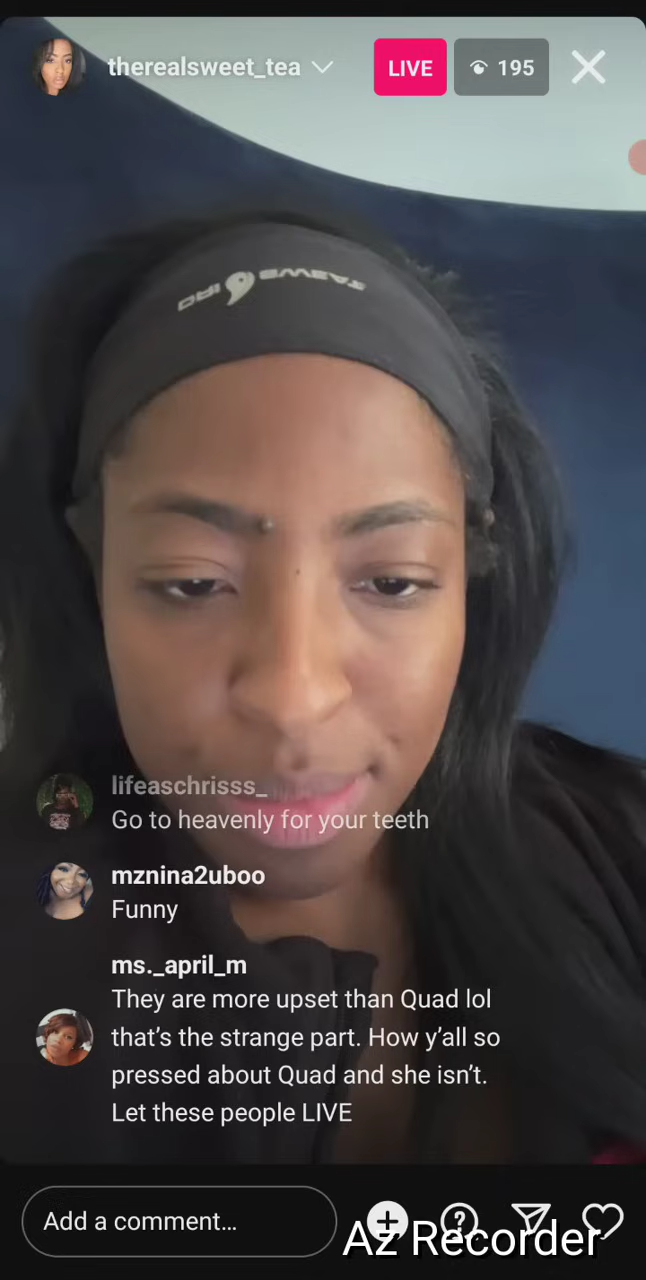 therealsweet_tea
LIVE
195
lifeaschrisss_
Go to heavenly for your teeth
mznina2uboo
Funny
ms._april_m
They are more upset than Quad lol
that's the strange part. How y'all so
pressed about Quad and she isn't.
Let these people LIVE
Add a comment...
Az Recorder